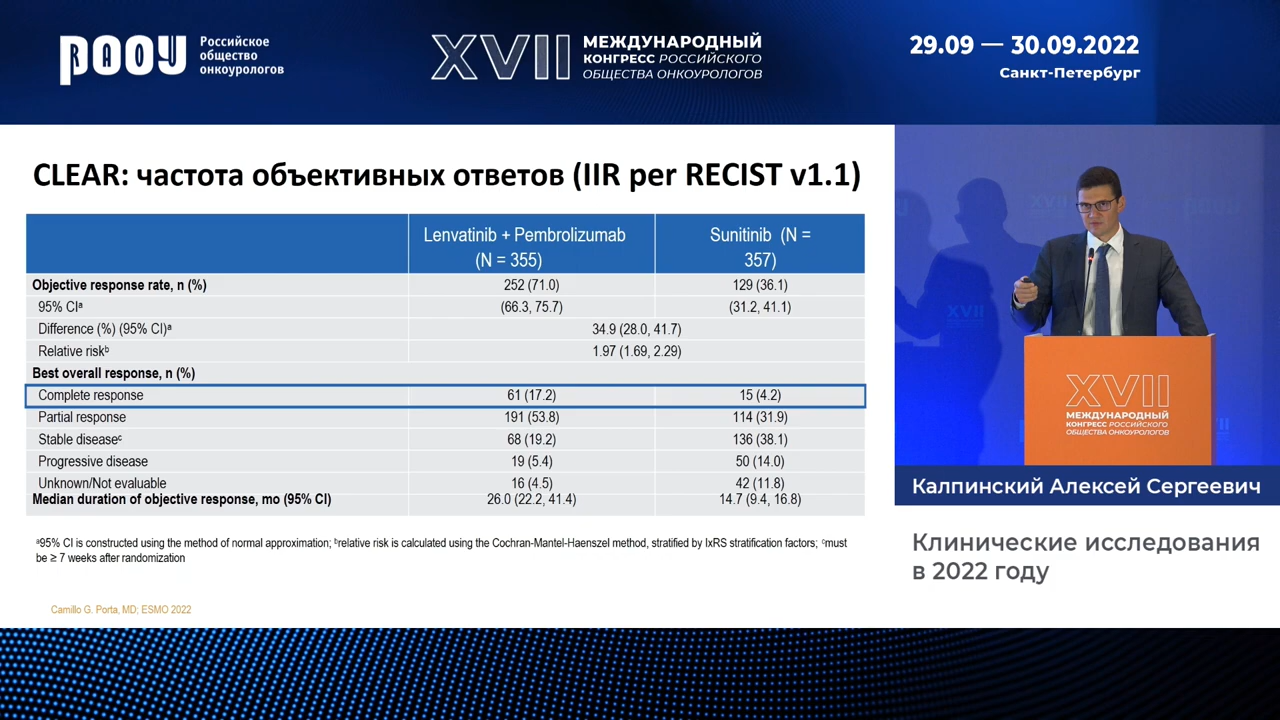 РАОУ
Российское
общество
онкоурологов
XVII
МЕЖДУНАРОДНЫЙ
КОНГРЕСС РОССИЙСКОГО
ОБЩЕСТВА ОНКОУРОЛОГОВ
29.09 — 30.09.2022
Санкт-Петербург
CLEAR: частота объективных ответов (IIR per RECIST v1.1)
Lenvatinib + Pembrolizumab
(N = 355)
Sunitinib (N =
357)
Objective response rate, n (%) 252 (71.0) 129 (36.1)
95% CIᵃ (66.3, 75.7) (31.2, 41.1)
Difference (%) (95% CI)ᵃ 34.9 (28.0, 41.7)
Relative riskᵇ 1.97 (1.69, 2.29)
Best overall response, n (%)
Complete response 61 (17.2) 15 (4.2)
Partial response 191 (53.8) 114 (31.9)
Stable diseaseᶜ 68 (19.2) 136 (38.1)
Progressive disease 19 (5.4) 50 (14.0)
Unknown/Not evaluable 16 (4.5) 42 (11.8)
Median duration of objective response, mo (95% CI) 26.0 (22.2, 41.4) 14.7 (9.4, 16.8)
ᵃ95% CI is constructed using the method of normal approximation; ᵇrelative risk is calculated using the Cochran-Mantel-Haenszel method, stratified by IxRS stratification factors; ᶜmust
be ≥ 7 weeks after randomization
Camillo G. Porta, MD; ESMO 2022
XVII
МЕЖДУНАРОДНЫЙ
КОНГРЕСС РОССИЙСКОГО
ОБЩЕСТВА ОНКОУРОЛОГОВ
Калпинский Алексей Сергеевич
Клинические исследования
в 2022 году